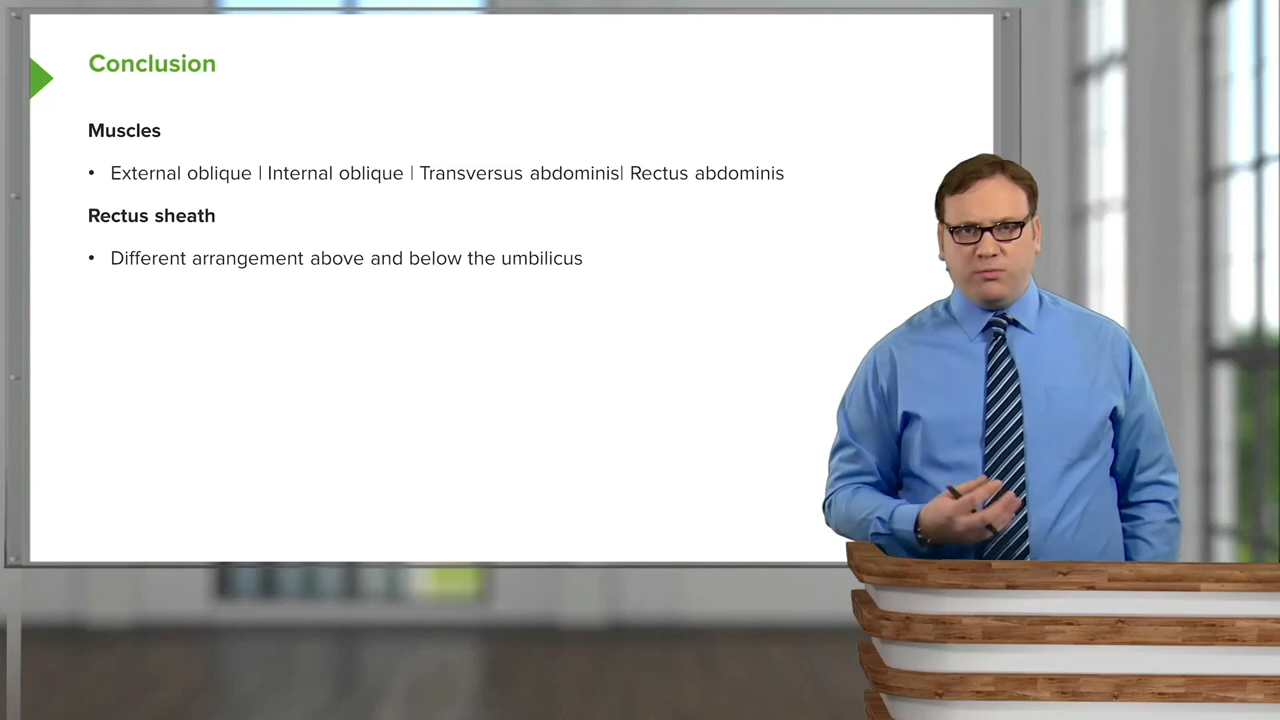 Conclusion
Muscles
• External oblique | Internal oblique | Transversus abdominis| Rectus abdominis
Rectus sheath
• Different arrangement above and below the umbilicus